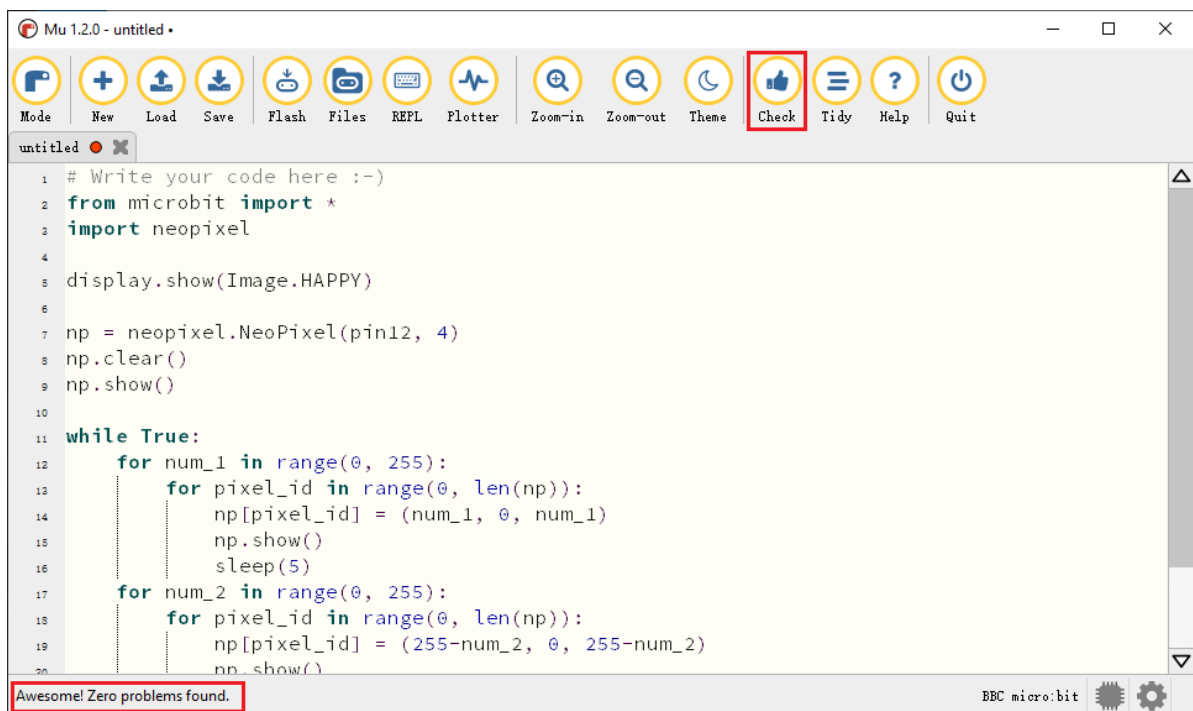 Mu 1.2.0 - untitled •
Mode New Load Save Flash Files REPL Plotter Zoom-in Zoom-out Theme Check Tidy Help Quit
untitled
1 # Write your code here :-)
2 from microbit import *
3 import neopixel
4
5 display.show(Image.HAPPY)
6
7 np = neopixel.NeoPixel(pin12, 4)
8 np.clear()
9 np.show()
10
11 while True:
12     for num_1 in range(0, 255):
13         for pixel_id in range(0, len(np)):
14             np[pixel_id] = (num_1, 0, num_1)
15             np.show()
16             sleep(5)
17     for num_2 in range(0, 255):
18         for pixel_id in range(0, len(np)):
19             np[pixel_id] = (255-num_2, 0, 255-num_2)
20             np.show()
Awesome! Zero problems found. BBC micro:bit